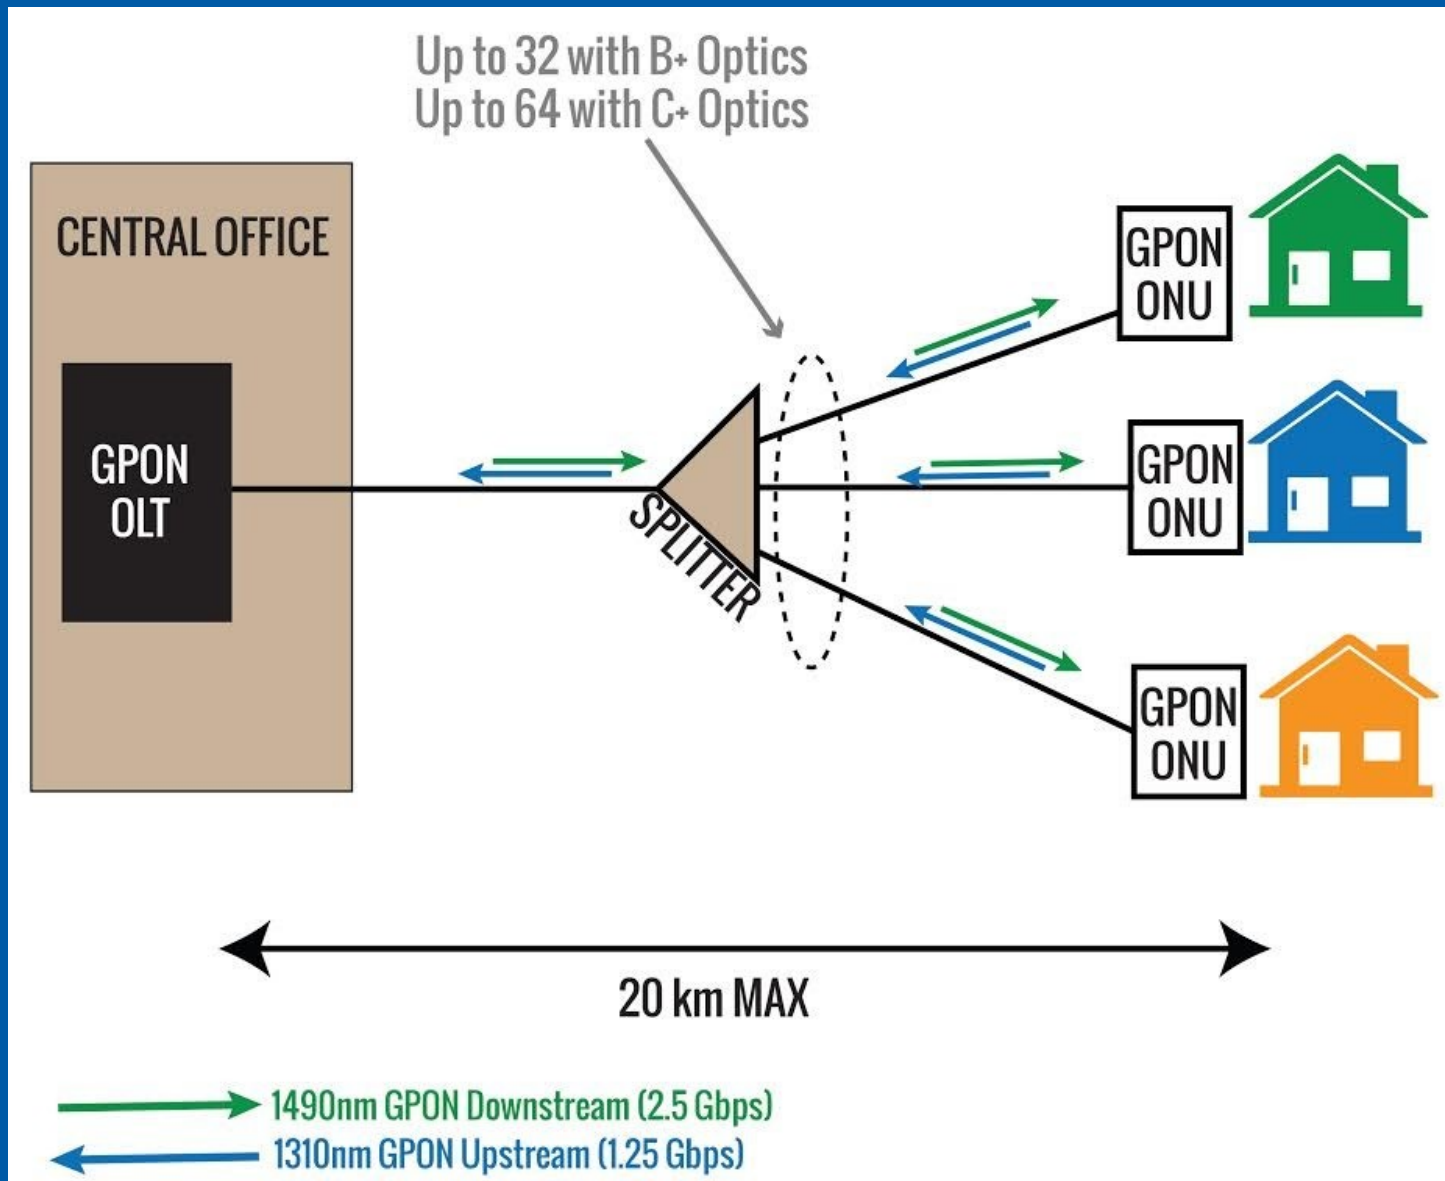 Up to 32 with B+ Optics
Up to 64 with C+ Optics
CENTRAL OFFICE
GPON
OLT
SPLITTER
GPON
ONU
GPON
ONU
GPON
ONU
20 km MAX
1490nm GPON Downstream (2.5 Gbps)
1310nm GPON Upstream (1.25 Gbps)